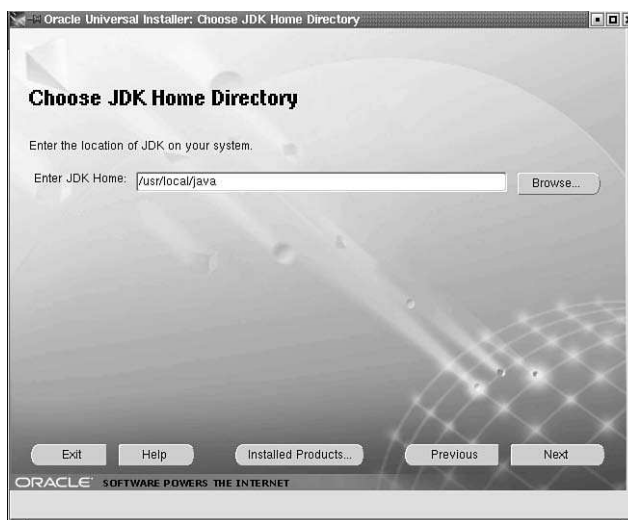 Oracle Universal Installer: Choose JDK Home Directory
Choose JDK Home Directory
Enter the location of JDK on your system.
Enter JDK Home: /usr/local/java Browse...
Exit Help Installed Products... Previous Next
ORACLE SOFTWARE POWERS THE INTERNET